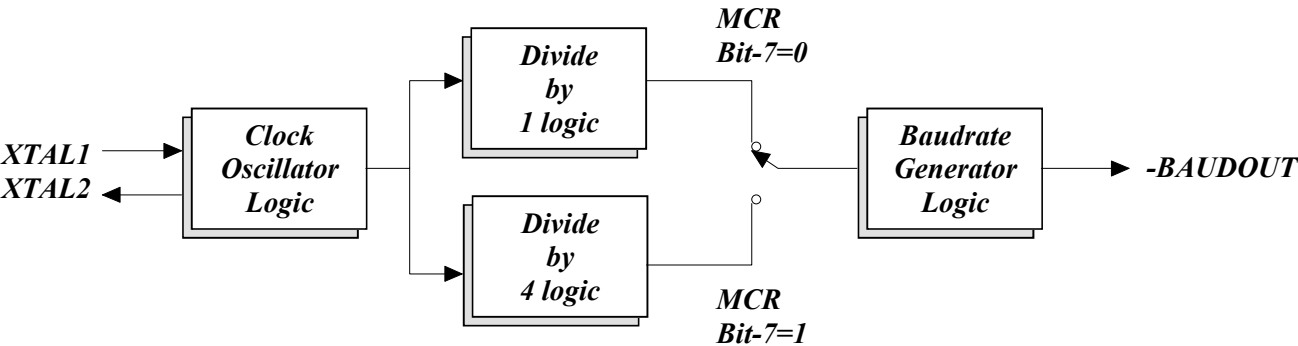 MCR
Bit-7=0
Divide
by
1 logic
Clock
Oscillator
Logic
XTAL1
XTAL2
Baudrate
Generator
Logic
-BAUDOUT
Divide
by
4 logic
MCR
Bit-7=1